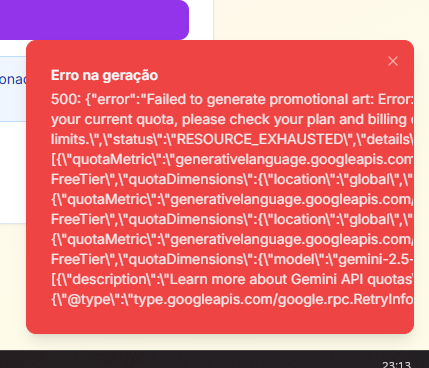 Erro na geração
500: {"error":"Failed to generate promotional art: Error:
your current quota, please check your plan and billing
limits.\",\"status\":\"RESOURCE_EXHAUSTED\",\"details\
[{\"quotaMetric\":\"generativelanguage.googleapis.com
FreeTier\",\"quotaDimensions\":{\"location\":\"global\",\"
{\"quotaMetric\":\"generativelanguage.googleapis.com/
FreeTier\",\"quotaDimensions\":{\"location\":\"global\",\"
{\"quotaMetric\":\"generativelanguage.googleapis.com/
FreeTier\",\"quotaDimensions\":{\"model\":\"gemini-2.5-
[{\"description\":\"Learn more about Gemini API quotas\"
{\"@type\":\"type.googleapis.com/google.rpc.RetryInfo
23:13